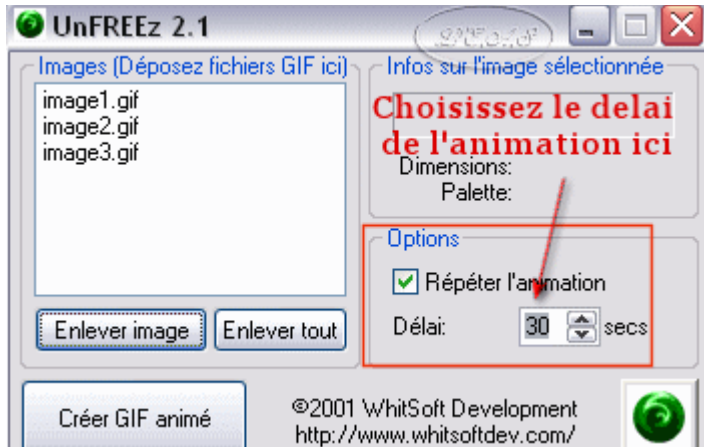 UnFREEz 2.1
Images (Déposez fichiers GIF ici)
image1.gif
image2.gif
image3.gif
Enlever image
Enlever tout
Créer GIF animé
Infos sur l'image sélectionnée
Choisissez le delai
de l'animation ici
Dimensions:
Palette:
Options
Répéter l'animation
Délai: 30 secs
©2001 WhitSoft Development
http://www.whitsoftdev.com/